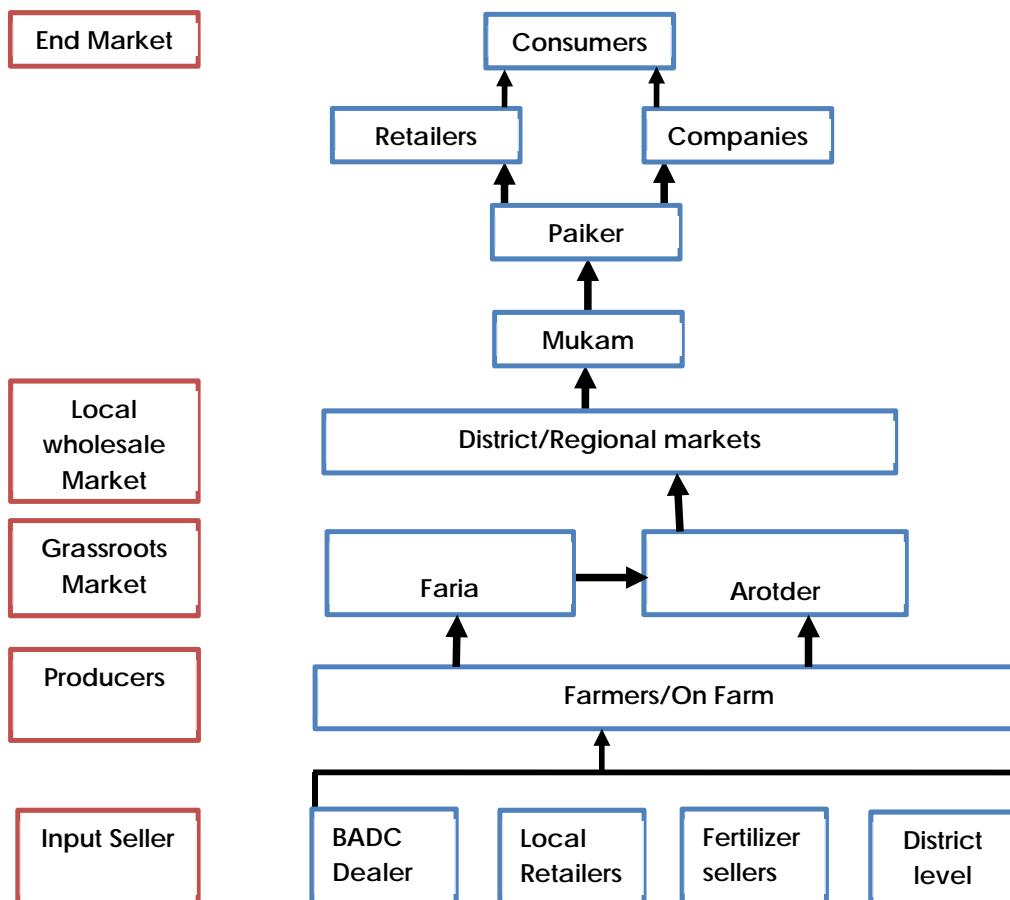 End Market
Consumers
Retailers
Companies
Paiker
Mukam
Local
wholesale
Market
District/Regional markets
Grassroots
Market
Faria
Arotder
Producers
Farmers/On Farm
Input Seller
BADC
Dealer
Local
Retailers
Fertilizer
sellers
District
level